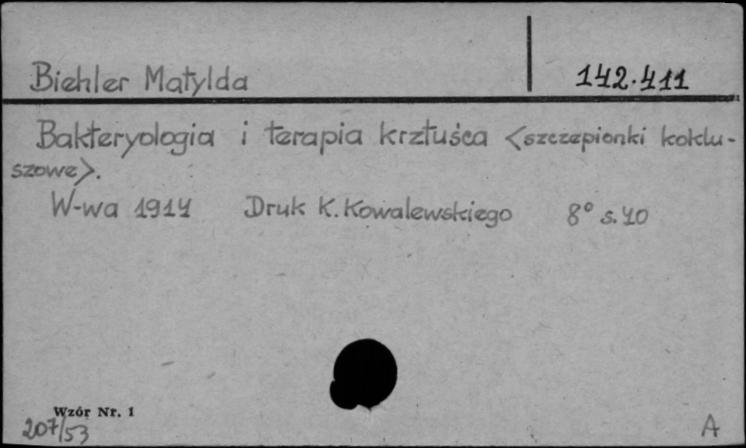 Biehler Matylda
142.411
Bakteryologia i terapia krztuśca <szczepionki koklu-
szowe>.
W-wa 1914 Druk K. Kowalewskiego 8° s. 40
Wzór Nr. 1
207/53
A